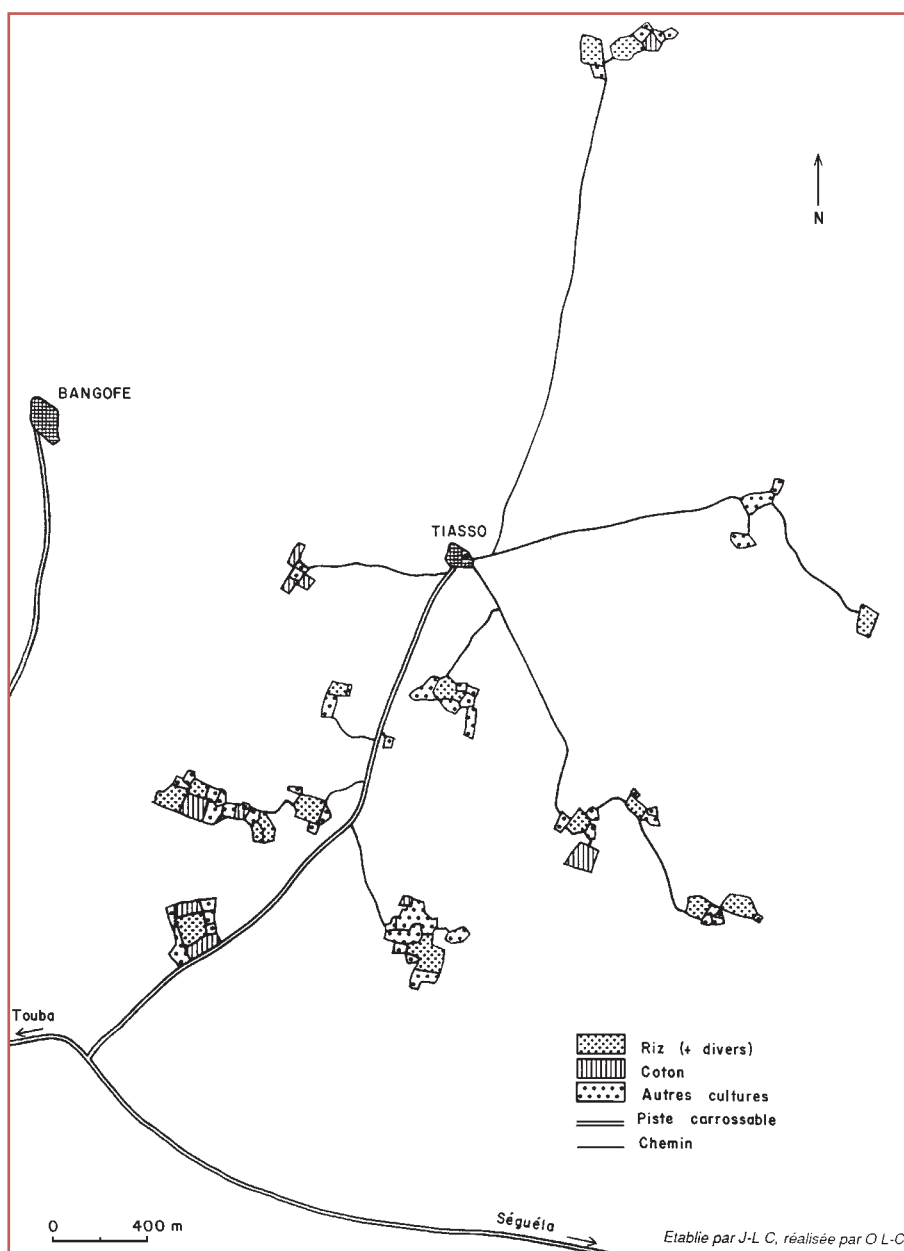 N
BANGOFE
TIASSO
Touba
Riz (+ divers)
Coton
Autres cultures
Piste carrossable
Chemin
0 400 m
Séguéla
Etablie par J-L C, réalisée par O L-C